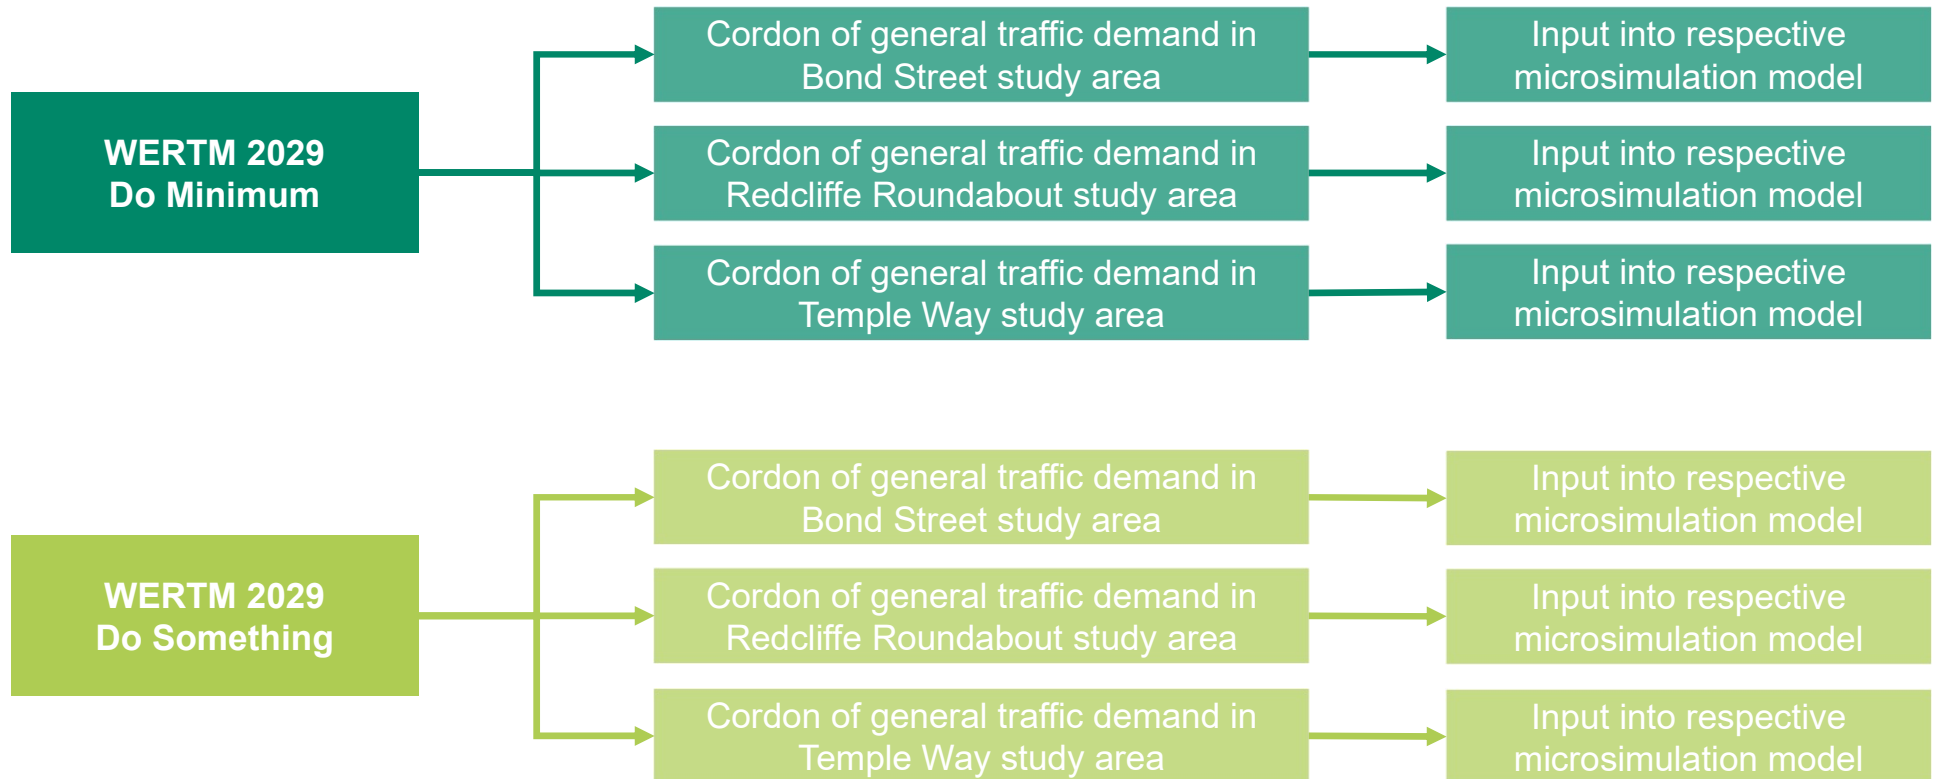 WERTM 2029
Do Minimum
Cordon of general traffic demand in
Bond Street study area
Input into respective
microsimulation model
Cordon of general traffic demand in
Redcliffe Roundabout study area
Input into respective
microsimulation model
Cordon of general traffic demand in
Temple Way study area
Input into respective
microsimulation model
WERTM 2029
Do Something
Cordon of general traffic demand in
Bond Street study area
Input into respective
microsimulation model
Cordon of general traffic demand in
Redcliffe Roundabout study area
Input into respective
microsimulation model
Cordon of general traffic demand in
Temple Way study area
Input into respective
microsimulation model